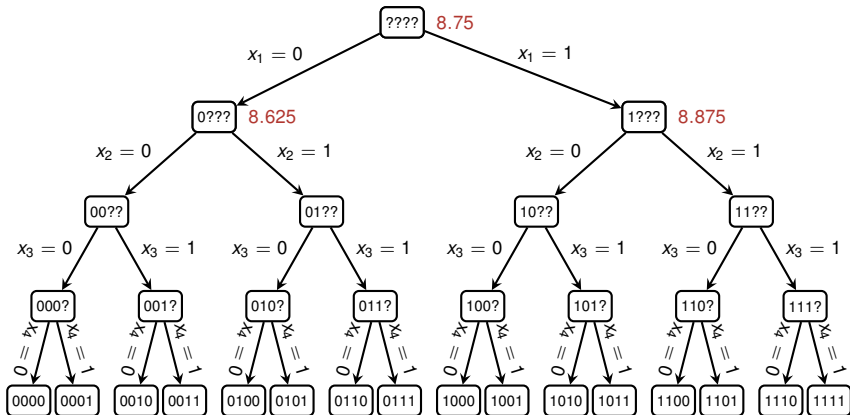 ???? 8.75
x₁ = 0 x₁ = 1
0??? 8.625 1??? 8.875
x₂ = 0 x₂ = 1 x₂ = 0 x₂ = 1
00?? 01?? 10?? 11??
x₃ = 0 x₃ = 1 x₃ = 0 x₃ = 1 x₃ = 0 x₃ = 1 x₃ = 0 x₃ = 1
000? 001? 010? 011? 100? 101? 110? 111?
x₄ = 0 x₄ = 1 x₄ = 0 x₄ = 1 x₄ = 0 x₄ = 1 x₄ = 0 x₄ = 1 x₄ = 0 x₄ = 1 x₄ = 0 x₄ = 1 x₄ = 0 x₄ = 1 x₄ = 0 x₄ = 1
0000 0001 0010 0011 0100 0101 0110 0111 1000 1001 1010 1011 1100 1101 1110 1111